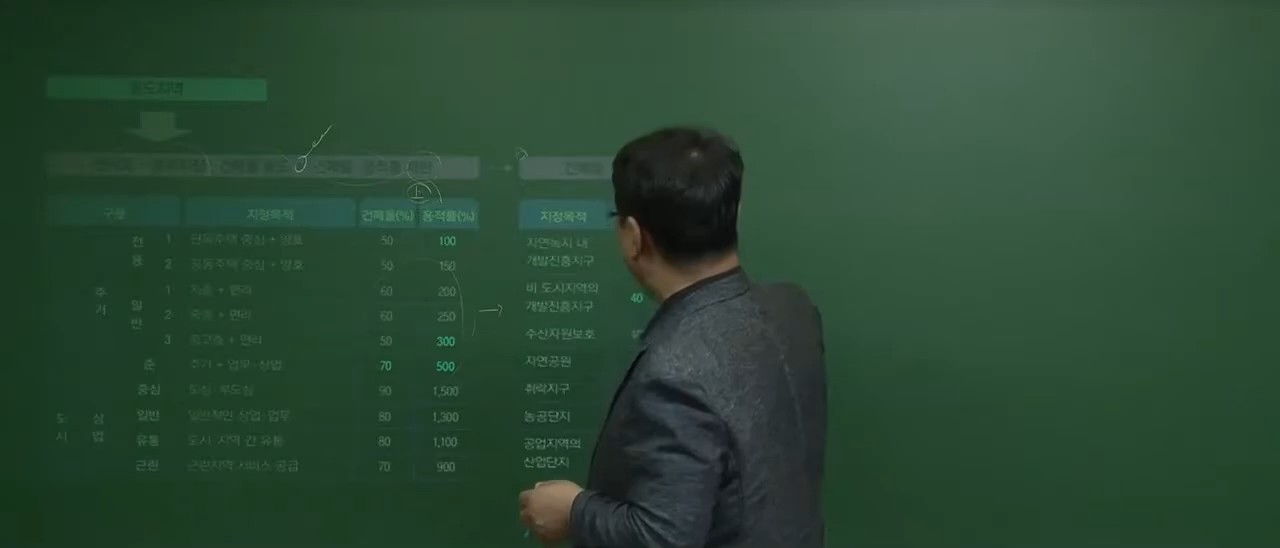 용도지역
구분 지정목적 건폐율(%) 용적률(%)
전용 1 단독주택 중심 + 양호 50 100
2 공동주택 중심 + 양호 50 150
주거 일반 1 저층 + 편리 60 200
2 중층 + 편리 60 250
3 중고층 + 편리 50 300
준 주거 + 업무·상업 70 500
중심 도심·부도심 90 1,500
도시 상업 일반 일반적인 상업·업무 80 1,300
유통 도시 지역 간 유통 80 1,100
근린 근린지역 서비스 공급 70 900
上
→
지정목적
자연녹지 내
개발진흥지구
비 도시지역의
개발진흥지구
40
수산자원보호
자연공원
취락지구
농공단지
공업지역의
산업단지